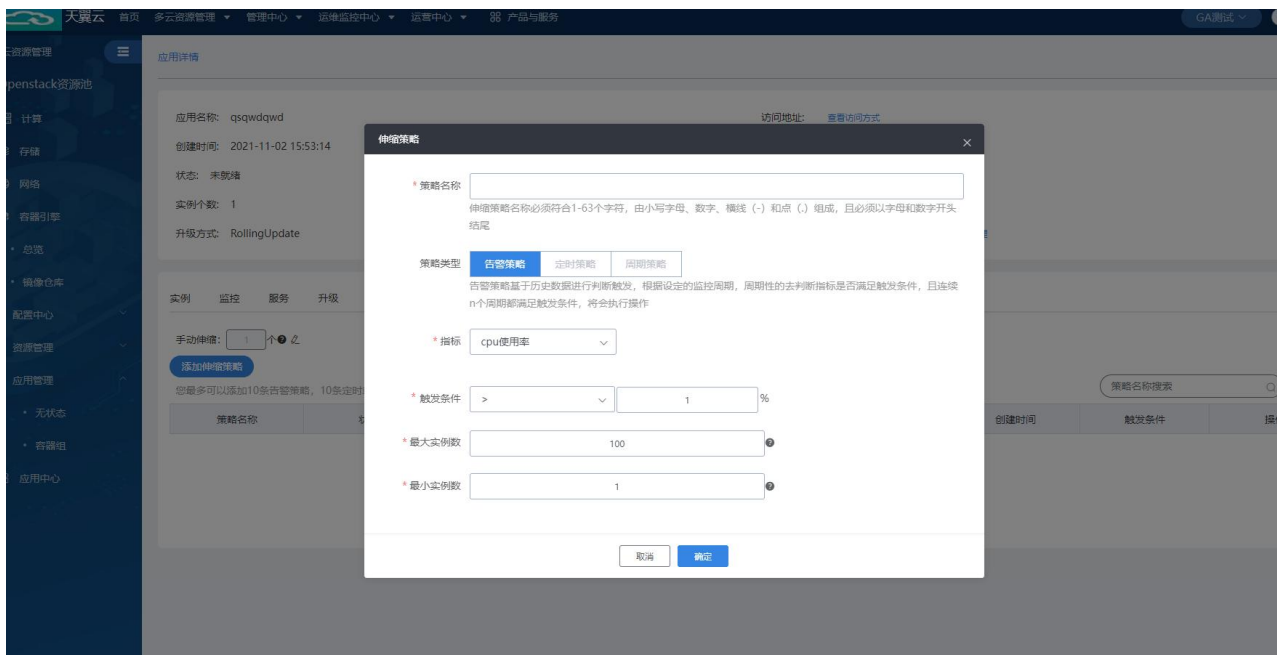 天翼云 首页 多云资源管理 管理中心 运维监控中心 运营中心 产品与服务 GA测试
云资源管理
应用详情
penstack资源池
计算
应用名称: qsqwdqwd 访问地址: 查看访问方式
伸缩策略
存储
创建时间: 2021-11-02 15:53:14
网络
状态: 未就绪
* 策略名称
容器引擎
实例个数: 1
伸缩策略名称必须符合1-63个字符，由小写字母、数字、横线（-）和点（.）组成，且必须以字母和数字开头
结尾
升级方式: RollingUpdate
总览
策略类型 告警策略 定时策略 周期策略
镜像仓库
告警策略基于历史数据进行判断触发，根据设定的监控周期，周期性的去判断指标是否满足触发条件，且连续
n个周期都满足触发条件，将会执行操作
实例 监控 服务 升级
配置中心
手动伸缩: 1 个
* 指标 cpu使用率
资源管理
添加伸缩策略
应用管理
您最多可以添加10条告警策略，10条定时
策略名称搜索
* 触发条件 > 1 %
无状态
策略名称 创建时间 触发条件
* 最大实例数 100
容器组
应用中心
* 最小实例数 1
取消 确定